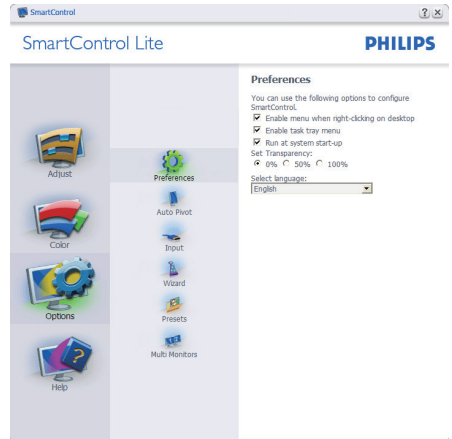 SmartControl
SmartControl Lite
PHILIPS
Adjust
Color
Options
Help
Preferences
Auto Pivot
Input
Wizard
Presets
Multi Monitors
Preferences
You can use the following options to configure
SmartControl.
Enable menu when right-clicking on desktop
Enable task tray menu
Run at system start-up
Set Transparency:
0% 50% 100%
Select language:
English